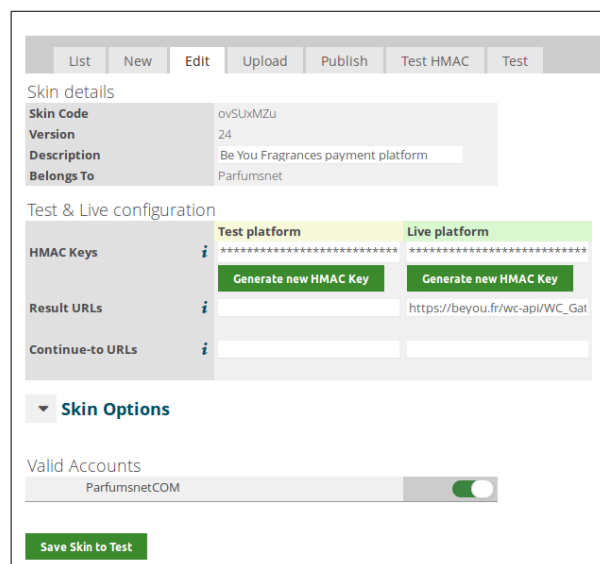 List New Edit Upload Publish Test HMAC Test
Skin details
Skin Code ovSUxMZu
Version 24
Description Be You Fragrances payment platform
Belongs To Parfumsnet
Test & Live configuration
Test platform Live platform
HMAC Keys i *************************** ***************************
Generate new HMAC Key Generate new HMAC Key
Result URLs i https://beyou.fr/wc-api/WC_Gat
Continue-to URLs i
Skin Options
Valid Accounts
ParfumsnetCOM
Save Skin to Test